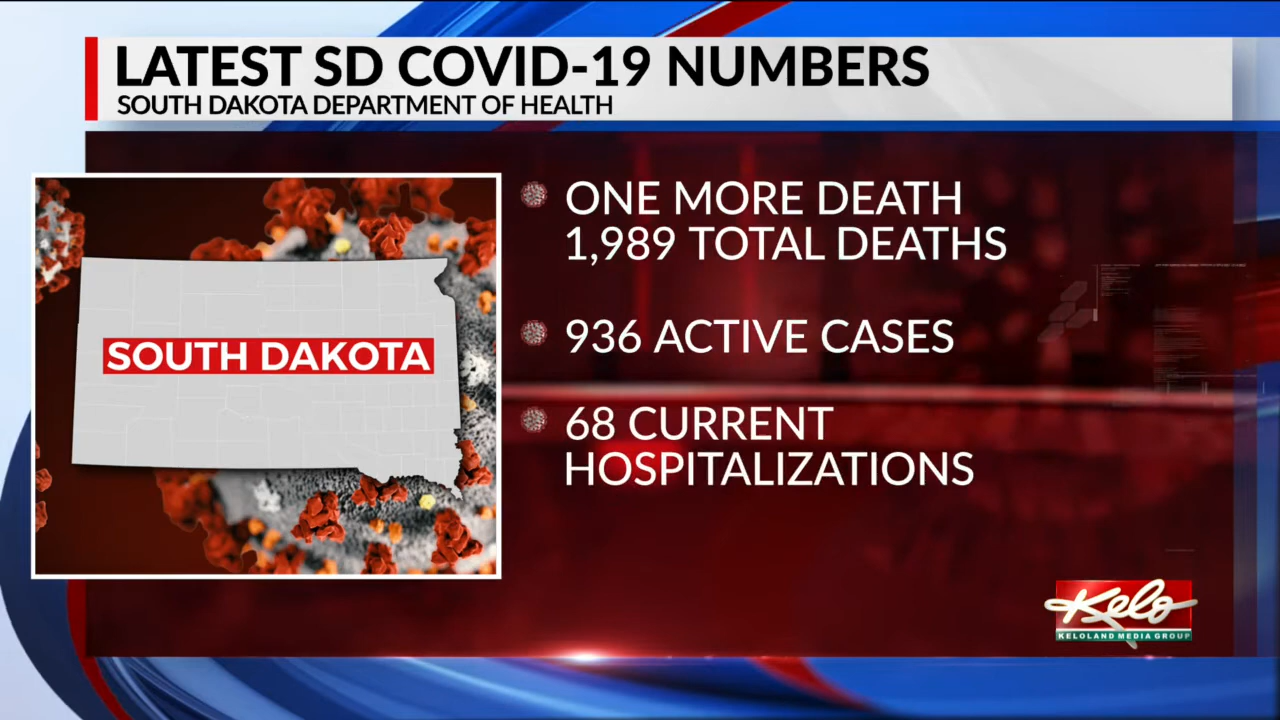 LATEST SD COVID-19 NUMBERS
SOUTH DAKOTA DEPARTMENT OF HEALTH
SOUTH DAKOTA
ONE MORE DEATH
1,989 TOTAL DEATHS
936 ACTIVE CASES
68 CURRENT
HOSPITALIZATIONS
Kelo
KELOLAND MEDIA GROUP